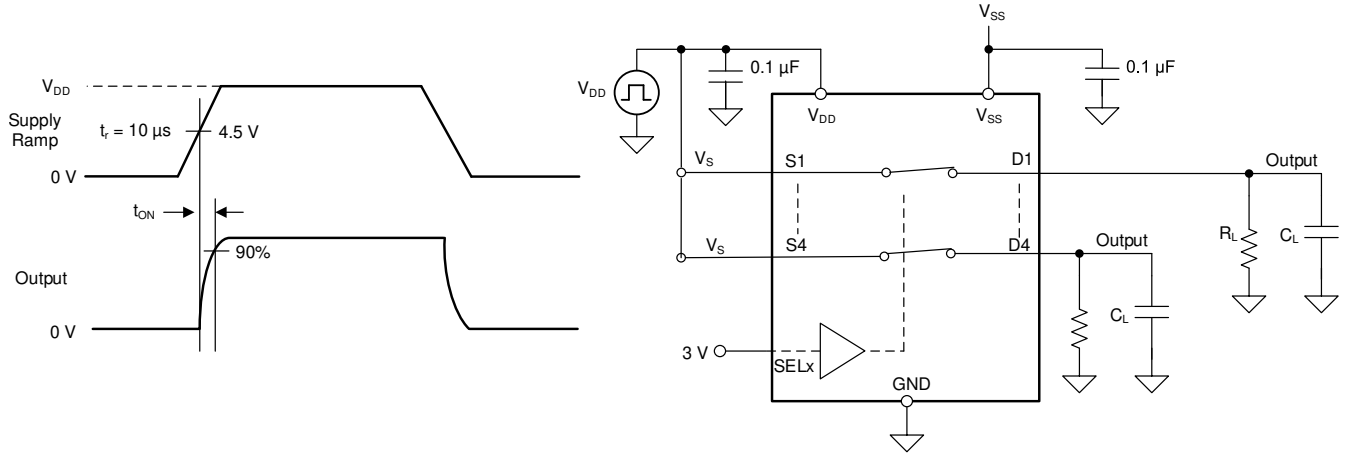 V_DD
Supply
Ramp
t_r = 10 µs
4.5 V
0 V
t_ON
90%
Output
0 V
V_SS
0.1 µF
0.1 µF
V_DD
V_DD
V_SS
V_S
S1
D1
Output
V_S
S4
D4
Output
R_L
C_L
C_L
3 V
SELx
GND